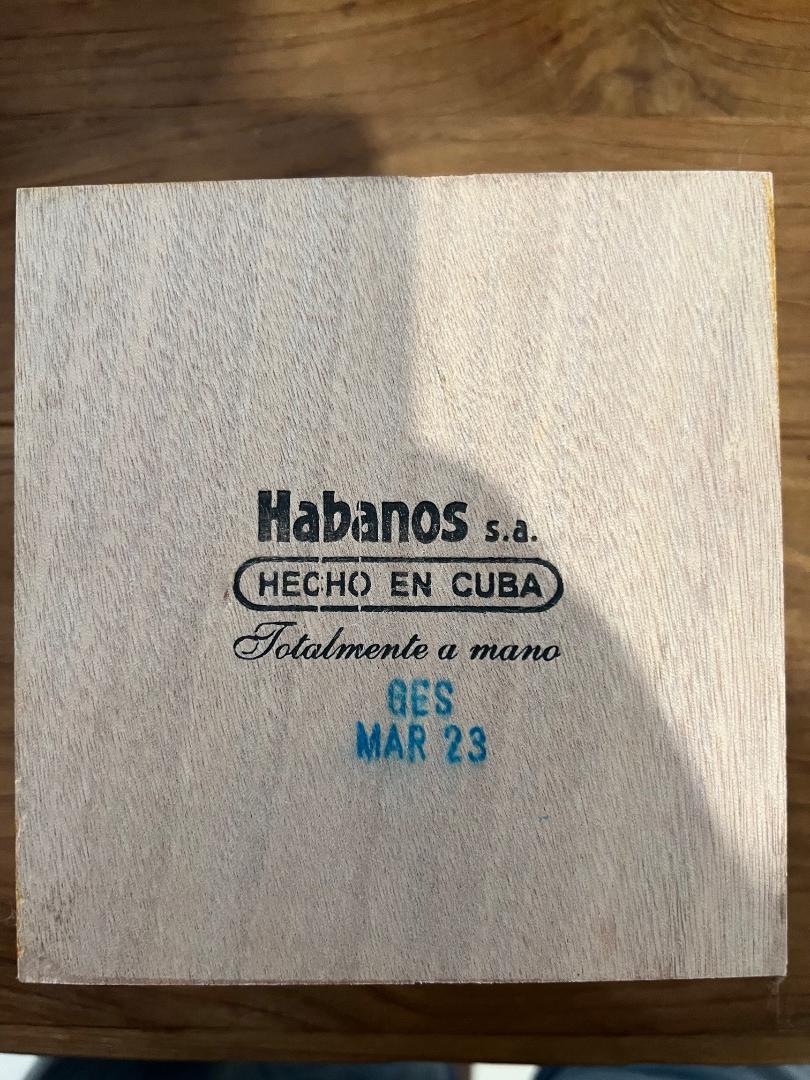 Habanos s.a.
HECHO EN CUBA
Totalmente a mano
GES
MAR 23